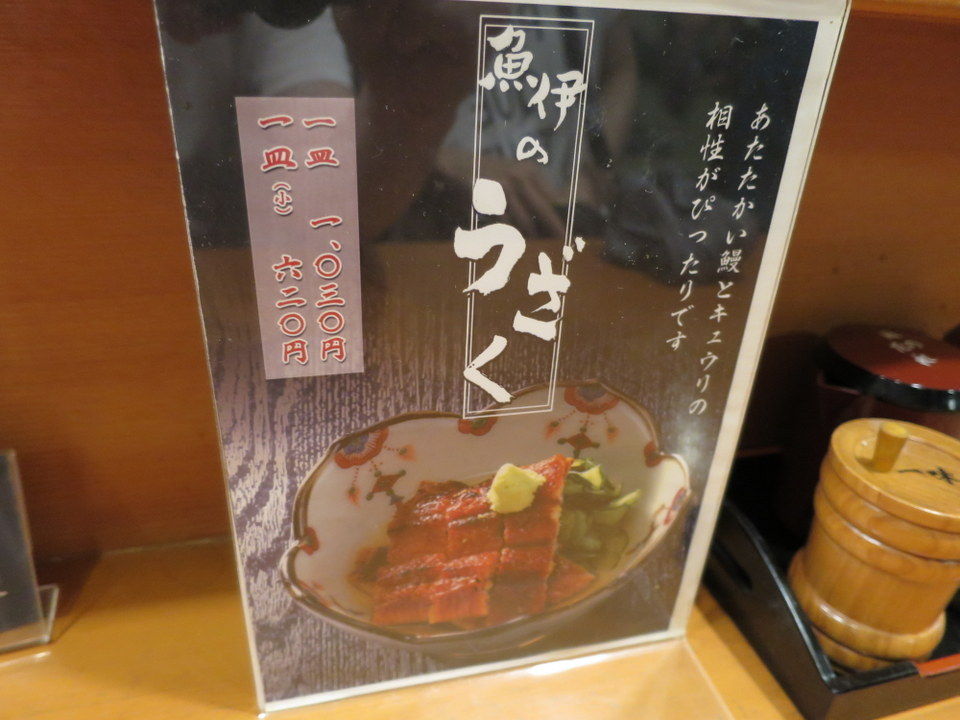 あたたかい鰻とキュウリの
相性がぴったりです
魚伊の
うざく
一皿 一、〇三〇円
一皿(小) 六二〇円
一味